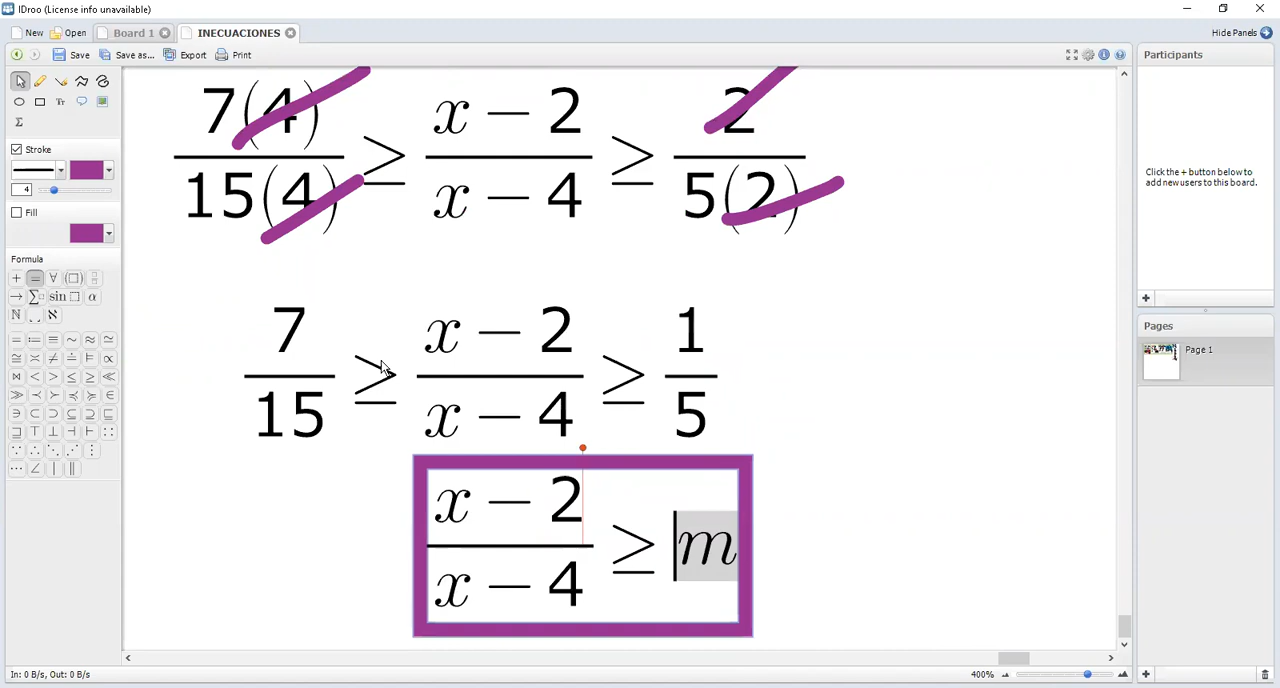 IDroo (License info unavailable)
New Open Board 1 INECUACIONES Hide Panels
Save Save as... Export Print
Participants
Click the + button below to
add new users to this board.
Tr
Σ
Stroke
4
Fill
Formula
Pages
Page 1
7(4)/15(4) ≥ x − 2/x − 4 ≥ 2/5(2)
7/15 ≥ x − 2/x − 4 ≥ 1/5
x − 2/x − 4 ≥ m
In: 0 B/s, Out: 0 B/s
400%